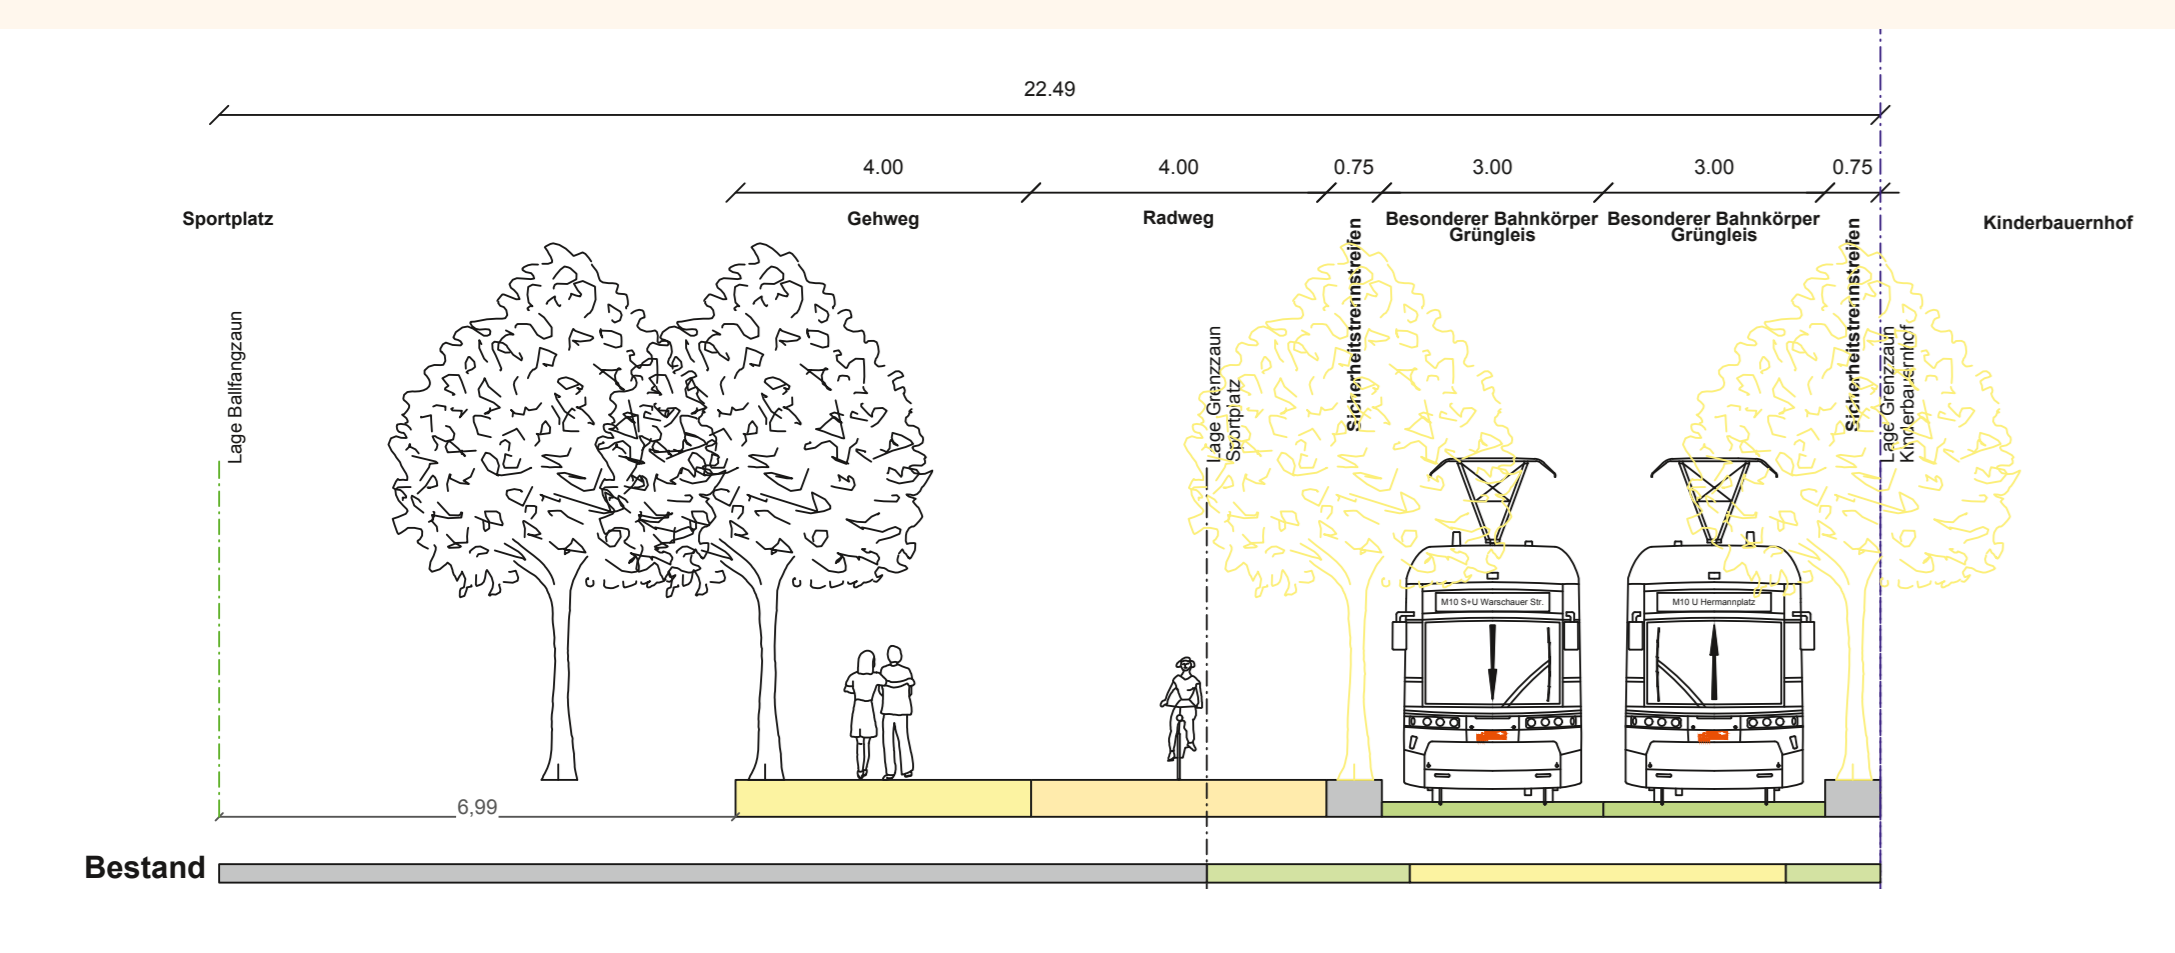 22.49
4.00
4.00
0.75
3.00
3.00
0.75
Sportplatz
Gehweg
Radweg
Sicherheitstrennstreifen
Besonderer Bahnkörper
Grüngleis
Besonderer Bahnkörper
Grüngleis
Sicherheitstrennstreifen
Kinderbauernhof
Lage Ballfangzaun
Lage Grenzzaun
Sportplatz
Lage Grenzzaun
Kinderbauernhof
M10 S+U Warschauer Str.
M10 U Hermannplatz
6,99
Bestand